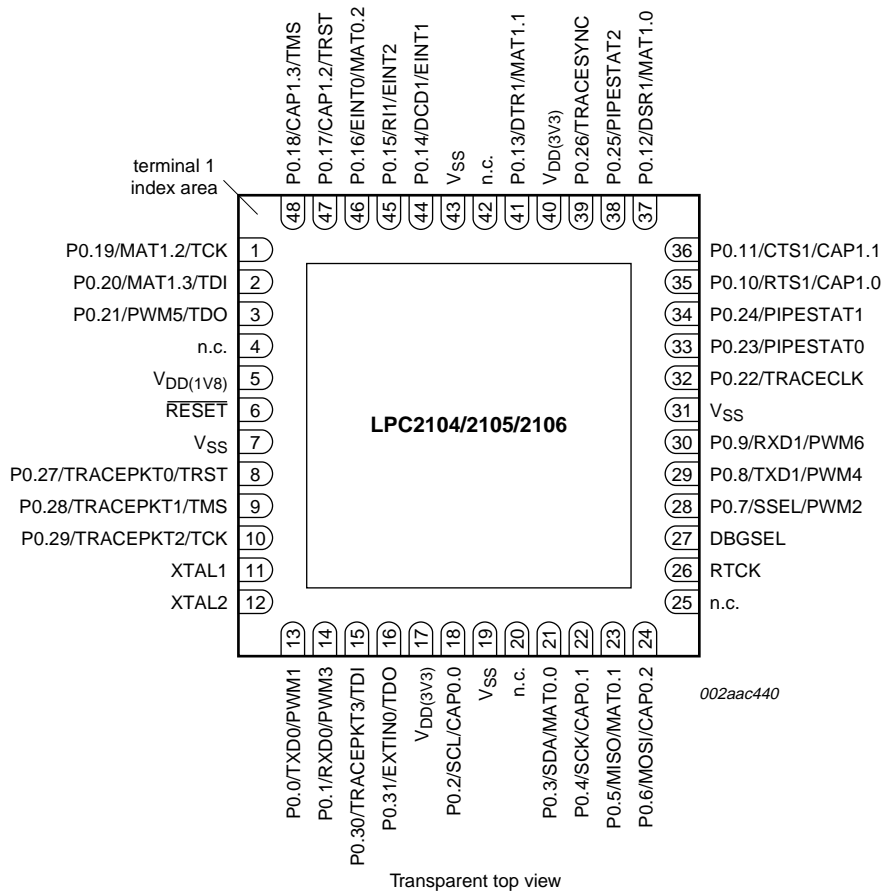 P0.18/CAP1.3/TMS
P0.17/CAP1.2/TRST
P0.16/EINT0/MAT0.2
P0.15/RI1/EINT2
P0.14/DCD1/EINT1
VSS
n.c.
P0.13/DTR1/MAT1.1
VDD(3V3)
P0.26/TRACESYNC
P0.25/PIPESTAT2
P0.12/DSR1/MAT1.0
terminal 1
index area
48
47
46
45
44
43
42
41
40
39
38
37
P0.19/MAT1.2/TCK 1
P0.20/MAT1.3/TDI 2
P0.21/PWM5/TDO 3
n.c. 4
VDD(1V8) 5
RESET 6
VSS 7
P0.27/TRACEPKT0/TRST 8
P0.28/TRACEPKT1/TMS 9
P0.29/TRACEPKT2/TCK 10
XTAL1 11
XTAL2 12
LPC2104/2105/2106
36 P0.11/CTS1/CAP1.1
35 P0.10/RTS1/CAP1.0
34 P0.24/PIPESTAT1
33 P0.23/PIPESTAT0
32 P0.22/TRACECLK
31 VSS
30 P0.9/RXD1/PWM6
29 P0.8/TXD1/PWM4
28 P0.7/SSEL/PWM2
27 DBGSEL
26 RTCK
25 n.c.
13
14
15
16
17
18
19
20
21
22
23
24
P0.0/TXD0/PWM1
P0.1/RXD0/PWM3
P0.30/TRACEPKT3/TDI
P0.31/EXTIN0/TDO
VDD(3V3)
P0.2/SCL/CAP0.0
VSS
n.c.
P0.3/SDA/MAT0.0
P0.4/SCK/CAP0.1
P0.5/MISO/MAT0.1
P0.6/MOSI/CAP0.2
002aac440
Transparent top view